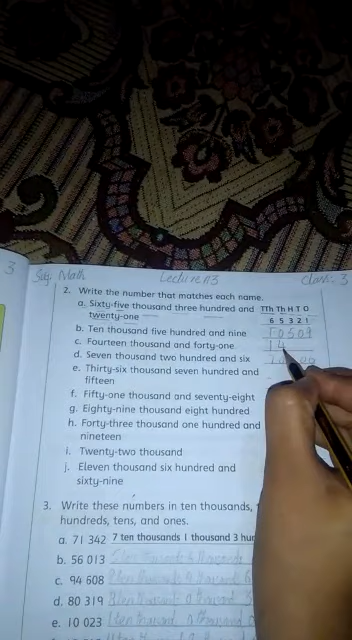 3 Sub: Math Lecture #3 Class: 3
2. Write the number that matches each name.
a. Sixty-five thousand three hundred and TTh Th H T O
twenty-one 6 5 3 2 1
b. Ten thousand five hundred and nine 1 0 5 0 9
c. Fourteen thousand and forty-one 1 4
d. Seven thousand two hundred and six
e. Thirty-six thousand seven hundred and
fifteen
f. Fifty-one thousand and seventy-eight
g. Eighty-nine thousand eight hundred
h. Forty-three thousand one hundred and
nineteen
i. Twenty-two thousand
j. Eleven thousand six hundred and
sixty-nine
3. Write these numbers in ten thousands,
hundreds, tens, and ones.
a. 71 342 7 ten thousands 1 thousand 3 hun
b. 56 013
c. 94 608
d. 80 319
e. 10 023